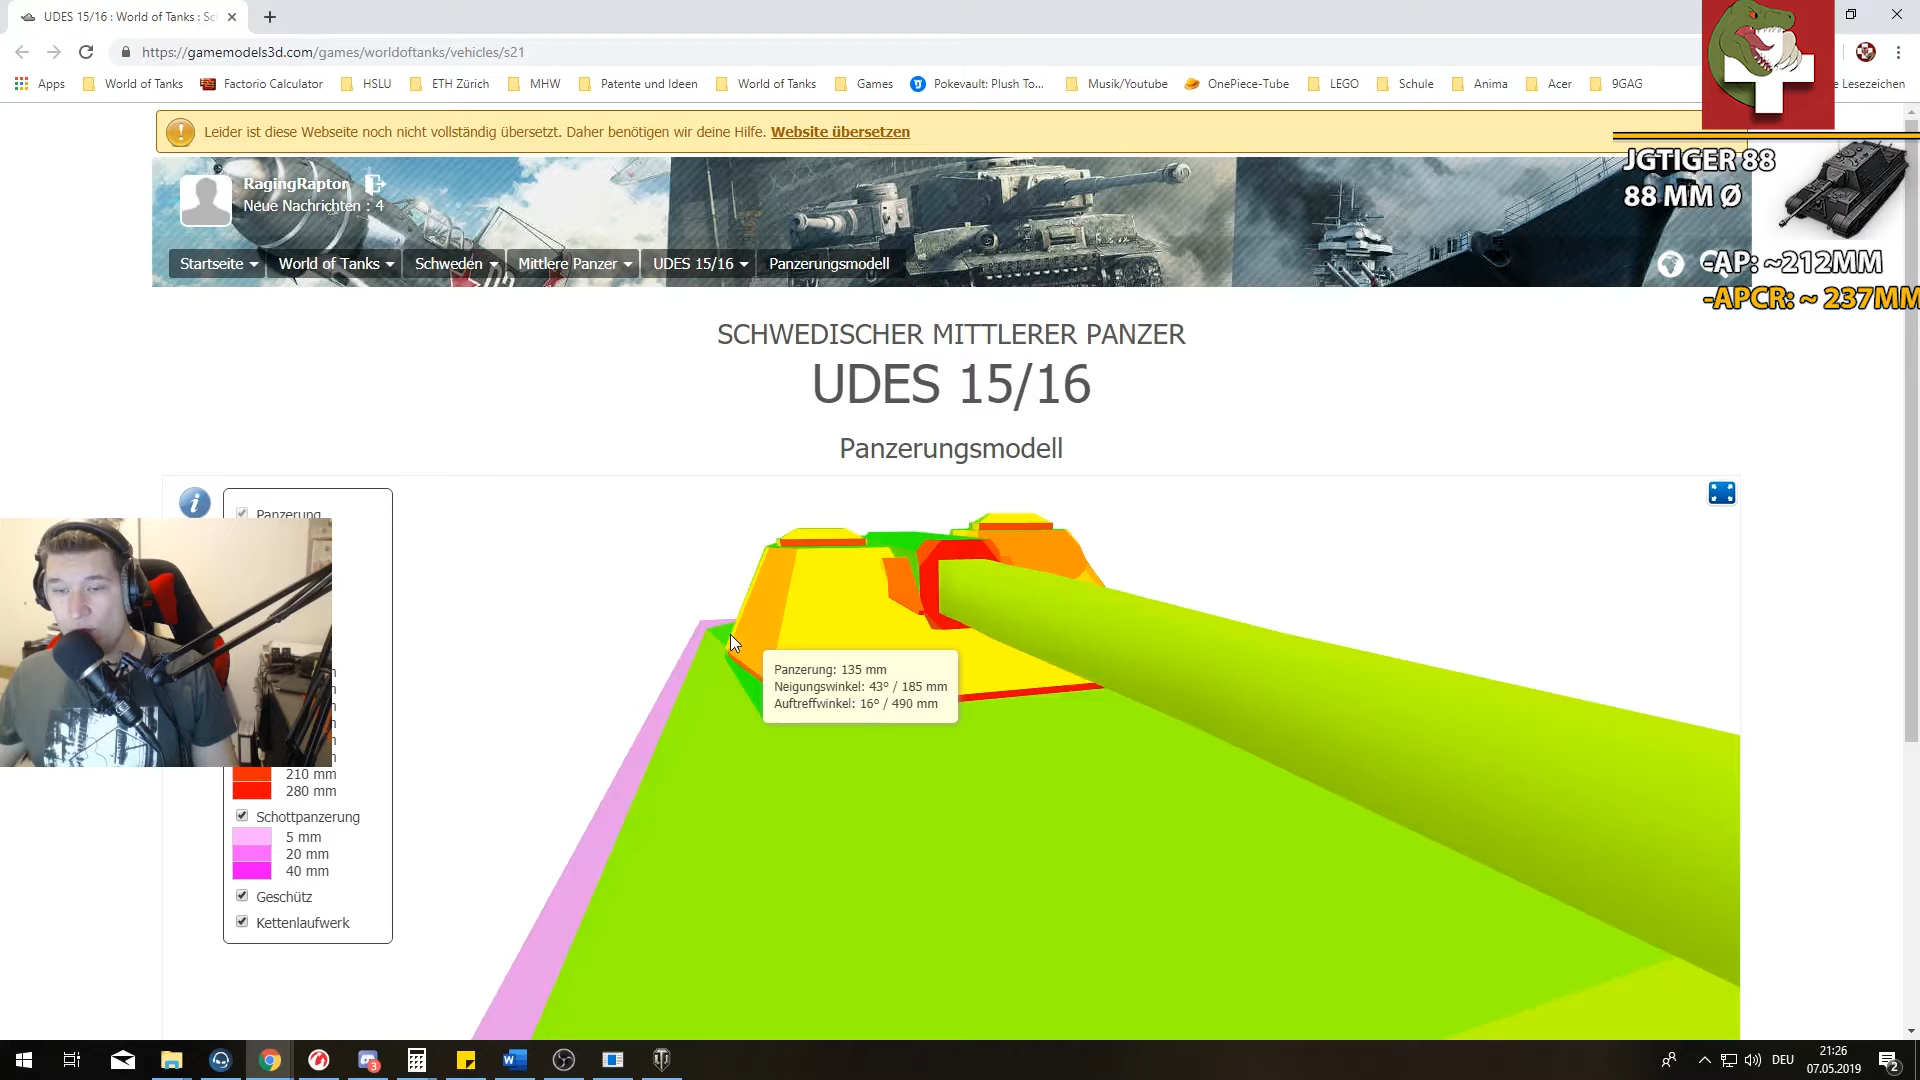 UDES 15/16 : World of Tanks : Sc
https://gamemodels3d.com/games/worldoftanks/vehicles/s21
Apps
World of Tanks
Factorio Calculator
HSLU
ETH Zürich
MHW
Patente und Ideen
World of Tanks
Games
Pokevault: Plush To...
Musik/Youtube
OnePiece-Tube
LEGO
Schule
Anima
Acer
9GAG
e Lesezeichen
Leider ist diese Webseite noch nicht vollständig übersetzt. Daher benötigen wir deine Hilfe. Website übersetzen
RagingRaptor
Neue Nachrichten : 4
JGTIGER 88
88 MM Ø
-AP: ~212MM
-APCR: ~ 237MM
Startseite
World of Tanks
Schweden
Mittlere Panzer
UDES 15/16
Panzerungsmodell
SCHWEDISCHER MITTLERER PANZER
UDES 15/16
Panzerungsmodell
Panzerung
Panzerung: 135 mm
Neigungswinkel: 43º / 185 mm
Auftreffwinkel: 16º / 490 mm
210 mm
280 mm
Schottpanzerung
5 mm
20 mm
40 mm
Geschütz
Kettenlaufwerk
3
DEU
21:26
07.05.2019
2